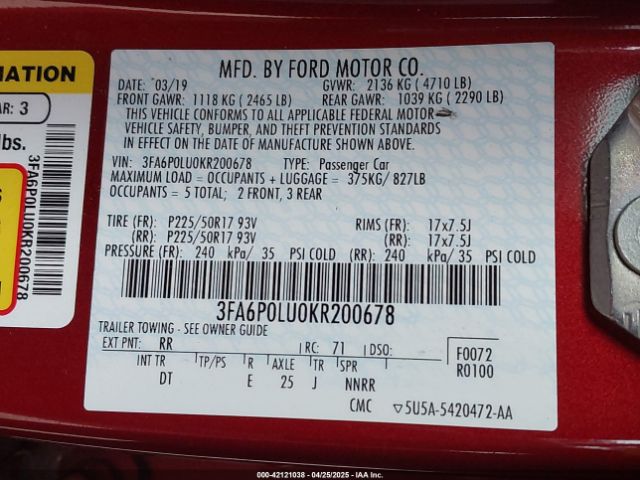 MFD. BY FORD MOTOR CO.
DATE: 03/19 GVWR: 2136 KG (4710 LB)
FRONT GAWR: 1118 KG (2465 LB) REAR GAWR: 1039 KG (2290 LB)
THIS VEHICLE CONFORMS TO ALL APPLICABLE FEDERAL MOTOR
VEHICLE SAFETY, BUMPER, AND THEFT PREVENTION STANDARDS
IN EFFECT ON THE DATE OF MANUFACTURE SHOWN ABOVE.
VIN: 3FA6P0LU0KR200678 TYPE: Passenger Car
MAXIMUM LOAD = OCCUPANTS + LUGGAGE = 375KG/ 827LB
OCCUPANTS = 5 TOTAL; 2 FRONT, 3 REAR
TIRE (FR): P225/50R17 93V RIMS (FR): 17x7.5J
(RR): P225/50R17 93V (RR): 17x7.5J
PRESSURE (FR): 240 kPa/ 35 PSI COLD (RR): 240 kPa/ 35 PSI COLD
3FA6P0LU0KR200678
TRAILER TOWING - SEE OWNER GUIDE
EXT PNT: RR RC: 71 DSO: F0072
R0100
INT TR TP/PS R AXLE TR SPR
DT E 25 J NNRR
CMC ▽5U5A-5420472-AA
MATION
AR: 3
lbs.
3FA6P0LU0KR200678
000-42121038 - 04/25/2025 - IAA Inc.